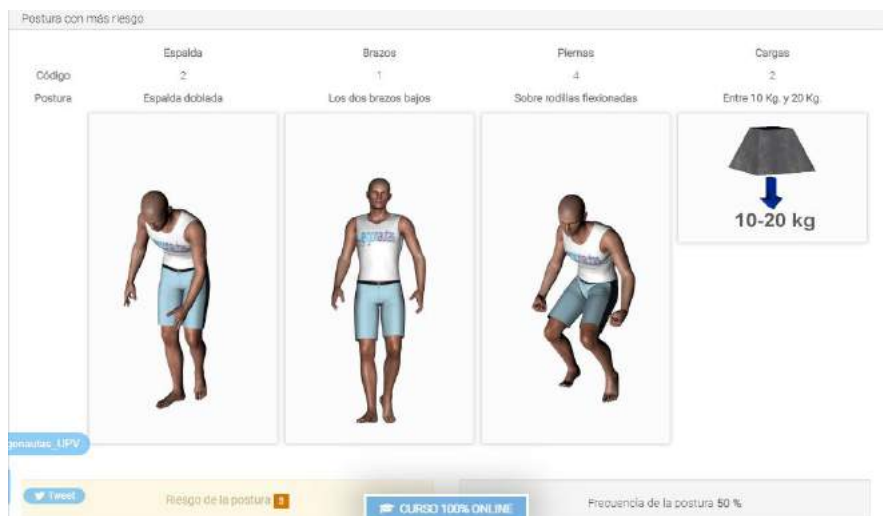 Postura con más riesgo
Espalda Brazos Piernas Cargas
Código 2 1 4 2
Postura Espalda doblada Los dos brazos bajos Sobre rodillas flexionadas Entre 10 Kg. y 20 Kg.
10-20 kg
gonautas_UPV
Tweet Riesgo de la postura 3 CURSO 100% ONLINE Frecuencia de la postura 50 %